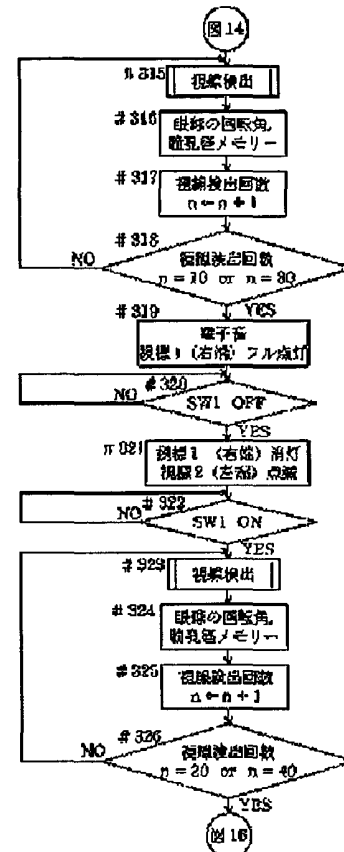 図14
#315
視線検出
#316
眼球の回転角,
瞳孔径メモリー
#317
視線検出回数
n←n+1
#318
視線検出回数
n=10 or n=30
NO
YES
#319
電子音
視標1（右端）フル点灯
#320
SW1 OFF
NO
YES
#321
視標1（右端）消灯
視標2（左端）点滅
#322
SW1 ON
NO
YES
#323
視線検出
#324
眼球の回転角,
瞳孔径メモリー
#325
視線検出回数
n←n+1
#326
視線検出回数
n=20 or n=40
NO
YES
図16